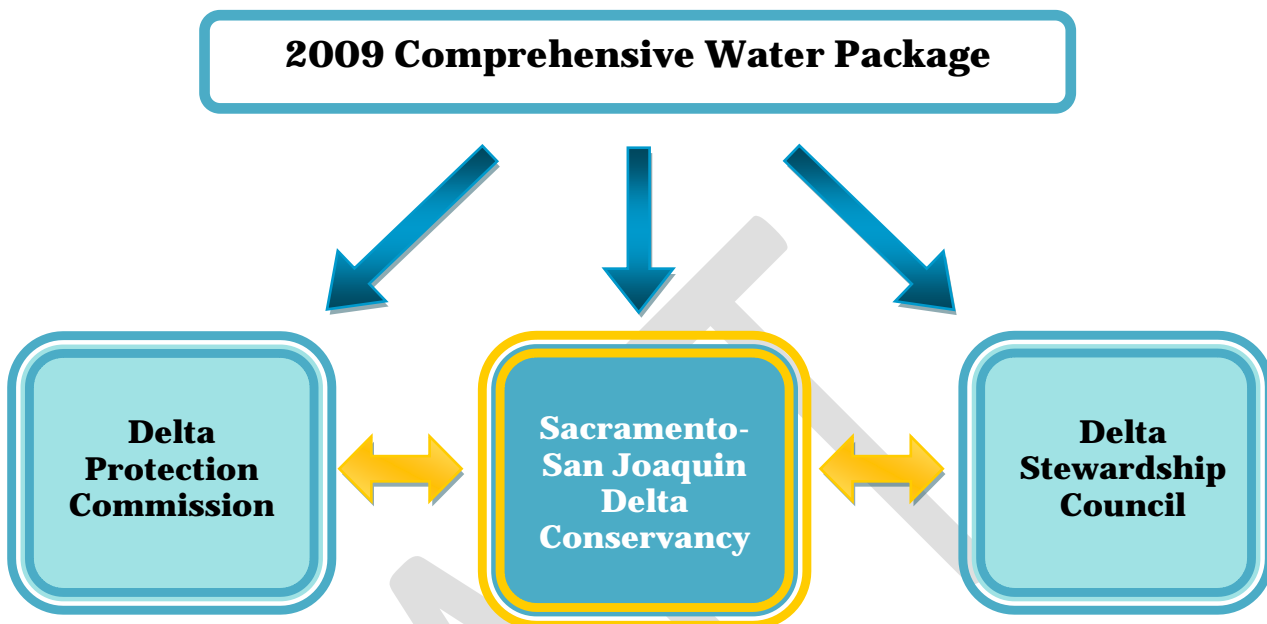 2009 Comprehensive Water Package
Delta
Protection
Commission
Sacramento-
San Joaquin
Delta
Conservancy
Delta
Stewardship
Council